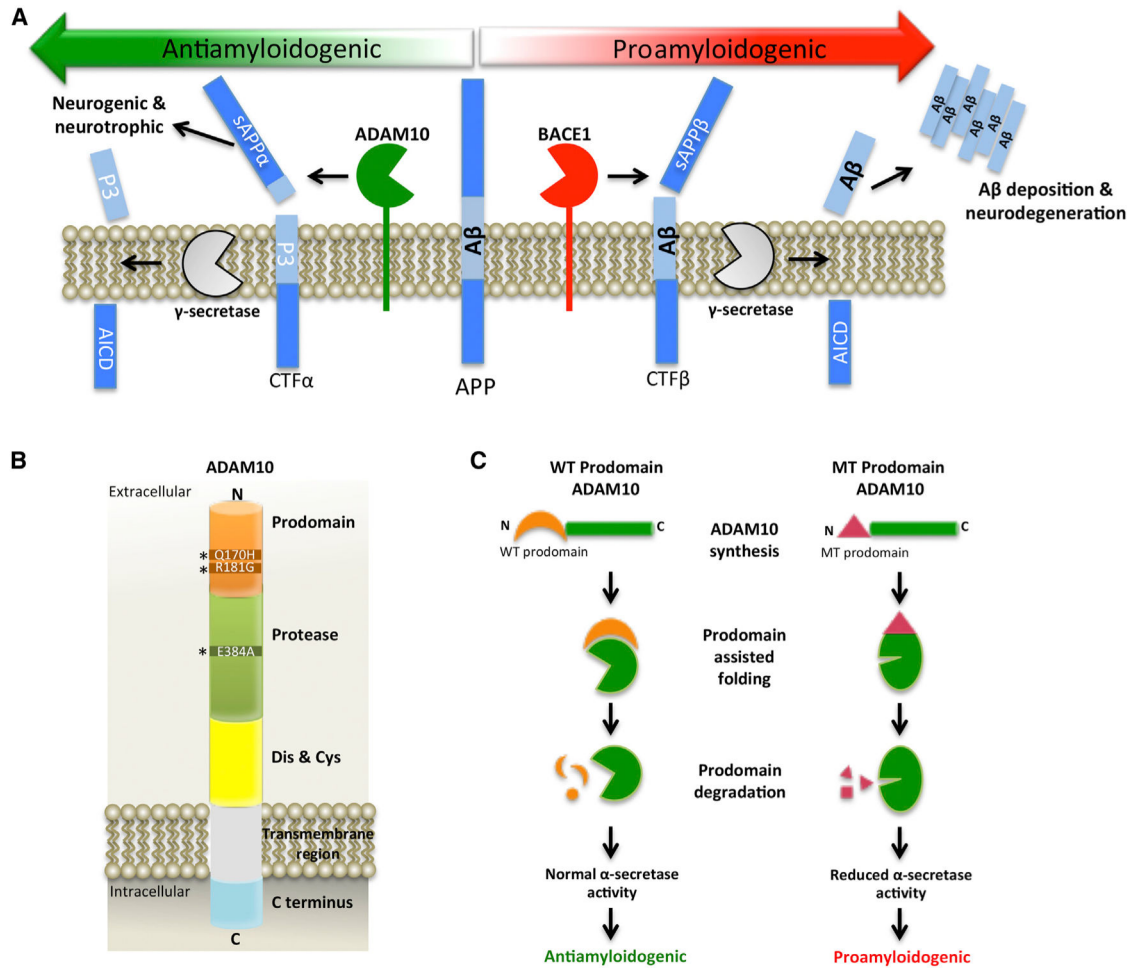 A
Antiamyloidogenic
Proamyloidogenic
Neurogenic &
neurotrophic
sAPPα
ADAM10
BACE1
sAPPβ
Aβ
Aβ
Aβ
Aβ
Aβ
Aβ
P3
Aβ
Aβ deposition &
neurodegeneration
P3
Aβ
Aβ
γ-secretase
γ-secretase
AICD
CTFα
APP
CTFβ
AICD
B
ADAM10
Extracellular
N
Prodomain
* Q170H
* R181G
Protease
* E384A
Dis & Cys
Transmembrane
region
Intracellular
C terminus
C
C
WT Prodomain
ADAM10
MT Prodomain
ADAM10
N
C
WT prodomain
ADAM10
synthesis
N
C
MT prodomain
Prodomain
assisted
folding
Prodomain
degradation
Normal α-secretase
activity
Reduced α-secretase
activity
Antiamyloidogenic
Proamyloidogenic